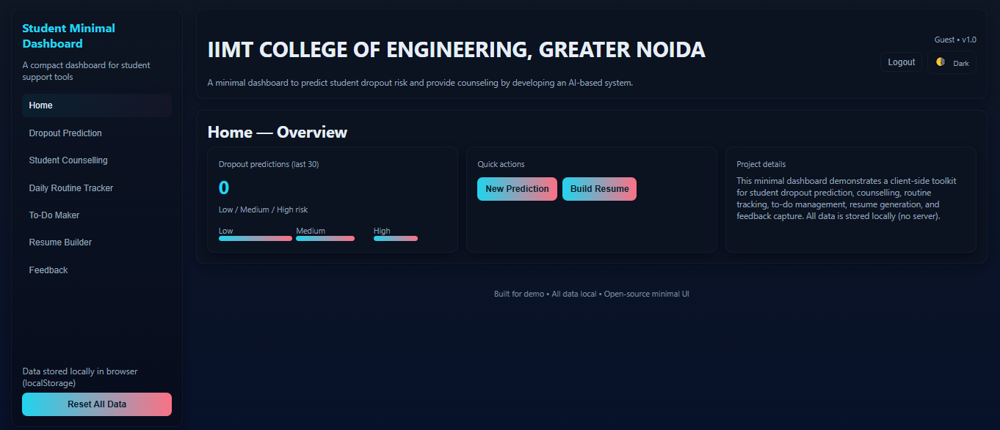 Student Minimal
Dashboard
A compact dashboard for student
support tools
Home
Dropout Prediction
Student Counselling
Daily Routine Tracker
To-Do Maker
Resume Builder
Feedback
Data stored locally in browser
(localStorage)
Reset All Data
IIMT COLLEGE OF ENGINEERING, GREATER NOIDA
A minimal dashboard to predict student dropout risk and provide counseling by developing an AI-based system.
Guest • v1.0
Logout
Dark
Home — Overview
Dropout predictions (last 30)
0
Low / Medium / High risk
Low Medium High
Quick actions
New Prediction Build Resume
Project details
This minimal dashboard demonstrates a client-side toolkit
for student dropout prediction, counselling, routine
tracking, to-do management, resume generation, and
feedback capture. All data is stored locally (no server).
Built for demo • All data local • Open-source minimal UI